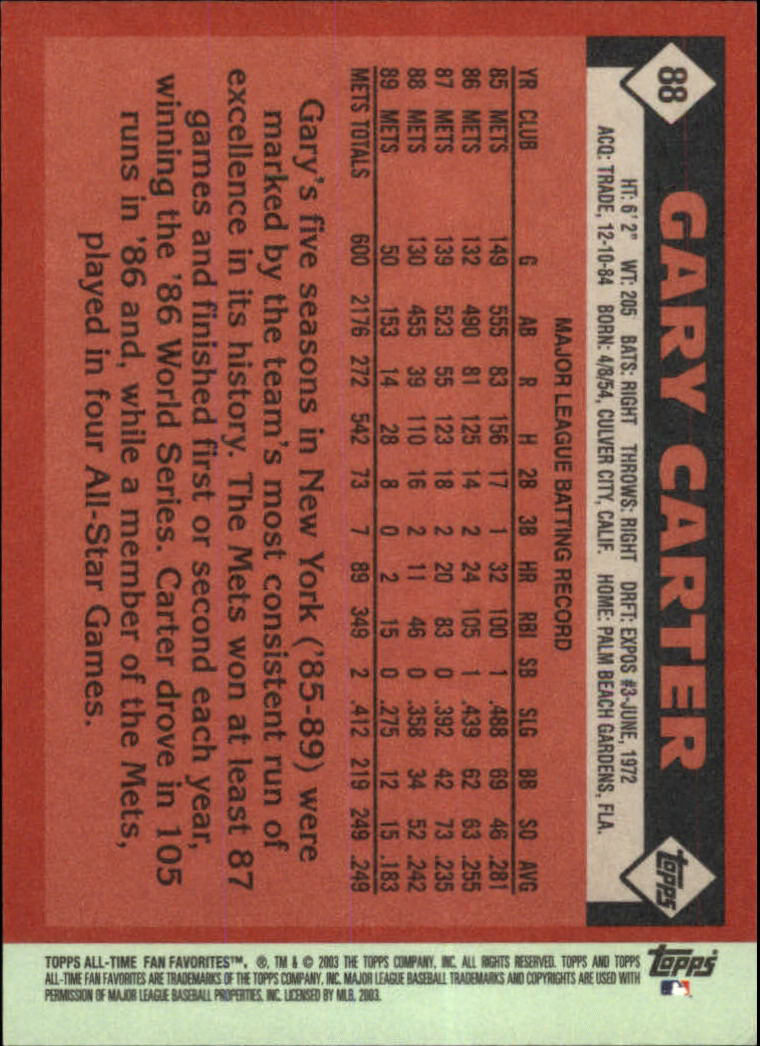 88
GARY CARTER
topps
HT: 6'2" WT: 205 BATS: RIGHT THROWS: RIGHT DRFT: EXPOS #3-JUNE, 1972
ACQ: TRADE, 12-10-84 BORN: 4/8/54, CULVER CITY, CALIF. HOME: PALM BEACH GARDENS, FLA.
MAJOR LEAGUE BATTING RECORD
YR CLUB G AB R H 2B 3B HR RBI SB SLG BB SO AVG
85 METS 149 555 83 156 17 1 32 100 1 .488 69 46 .281
86 METS 132 490 81 125 14 2 24 105 1 .439 62 63 .255
87 METS 139 523 55 123 18 2 20 83 0 .392 42 73 .235
88 METS 130 455 39 110 16 2 11 46 0 .358 34 52 .242
89 METS 50 153 14 28 8 0 2 15 0 .275 12 15 .183
METS TOTALS 600 2176 272 542 73 7 89 349 2 .412 219 249 .249
Gary's five seasons in New York ('85-89) were
marked by the team's most consistent run of
excellence in its history. The Mets won at least 87
games and finished first or second each year,
winning the '86 World Series. Carter drove in 105
runs in '86 and, while a member of the Mets,
played in four All-Star Games.
TOPPS ALL-TIME FAN FAVORITES™, ®, TM & © 2003 THE TOPPS COMPANY, INC. ALL RIGHTS RESERVED. TOPPS AND TOPPS
ALL-TIME FAN FAVORITES ARE TRADEMARKS OF THE TOPPS COMPANY, INC. MAJOR LEAGUE BASEBALL TRADEMARKS AND COPYRIGHTS ARE USED WITH
PERMISSION OF MAJOR LEAGUE BASEBALL PROPERTIES, INC. LICENSED BY MLB, 2003.
topps